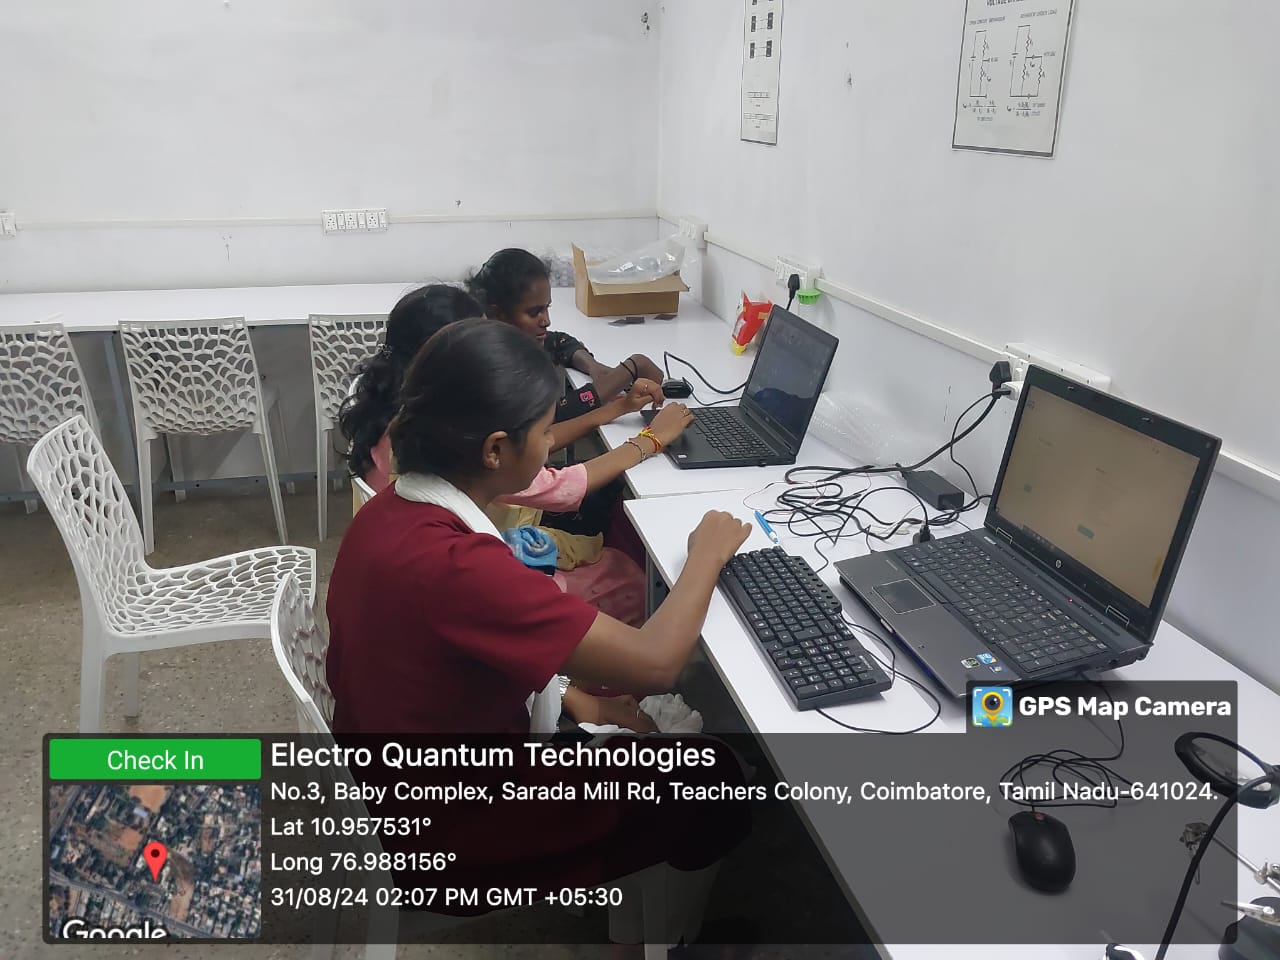 GPS Map Camera
Check In
Electro Quantum Technologies
No.3, Baby Complex, Sarada Mill Rd, Teachers Colony, Coimbatore, Tamil Nadu-641024.
Lat 10.957531°
Long 76.988156°
31/08/24 02:07 PM GMT +05:30
Google